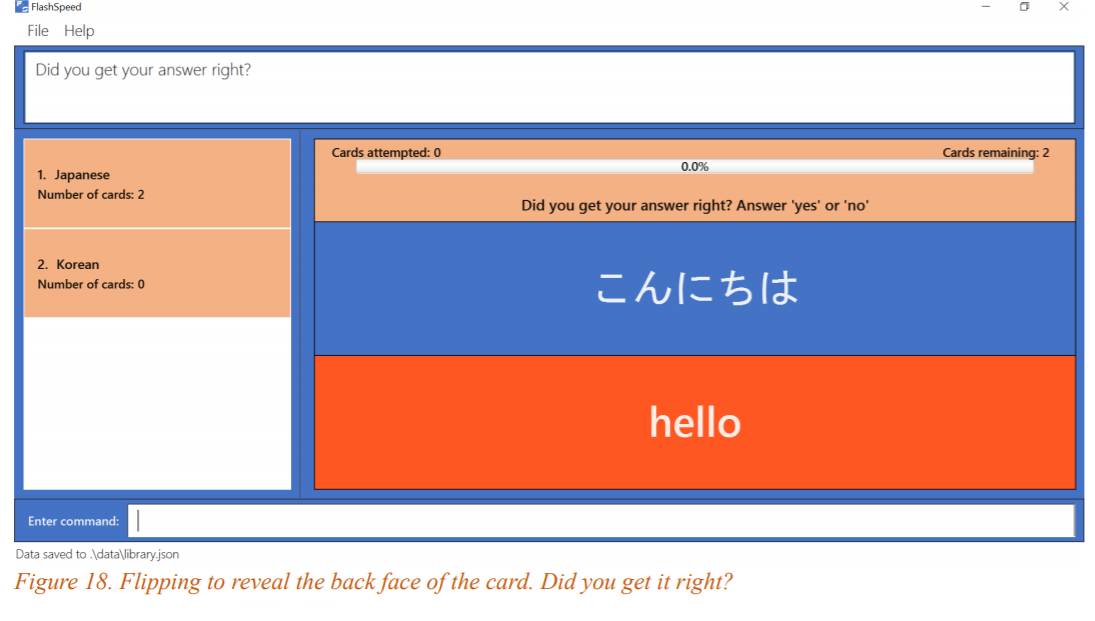 FlashSpeed
File Help
Did you get your answer right?
1. Japanese
Number of cards: 2
2. Korean
Number of cards: 0
Cards attempted: 0
Cards remaining: 2
0.0%
Did you get your answer right? Answer 'yes' or 'no'
こんにちは
hello
Enter command:
Data saved to .\data\library.json
Figure 18. Flipping to reveal the back face of the card. Did you get it right?